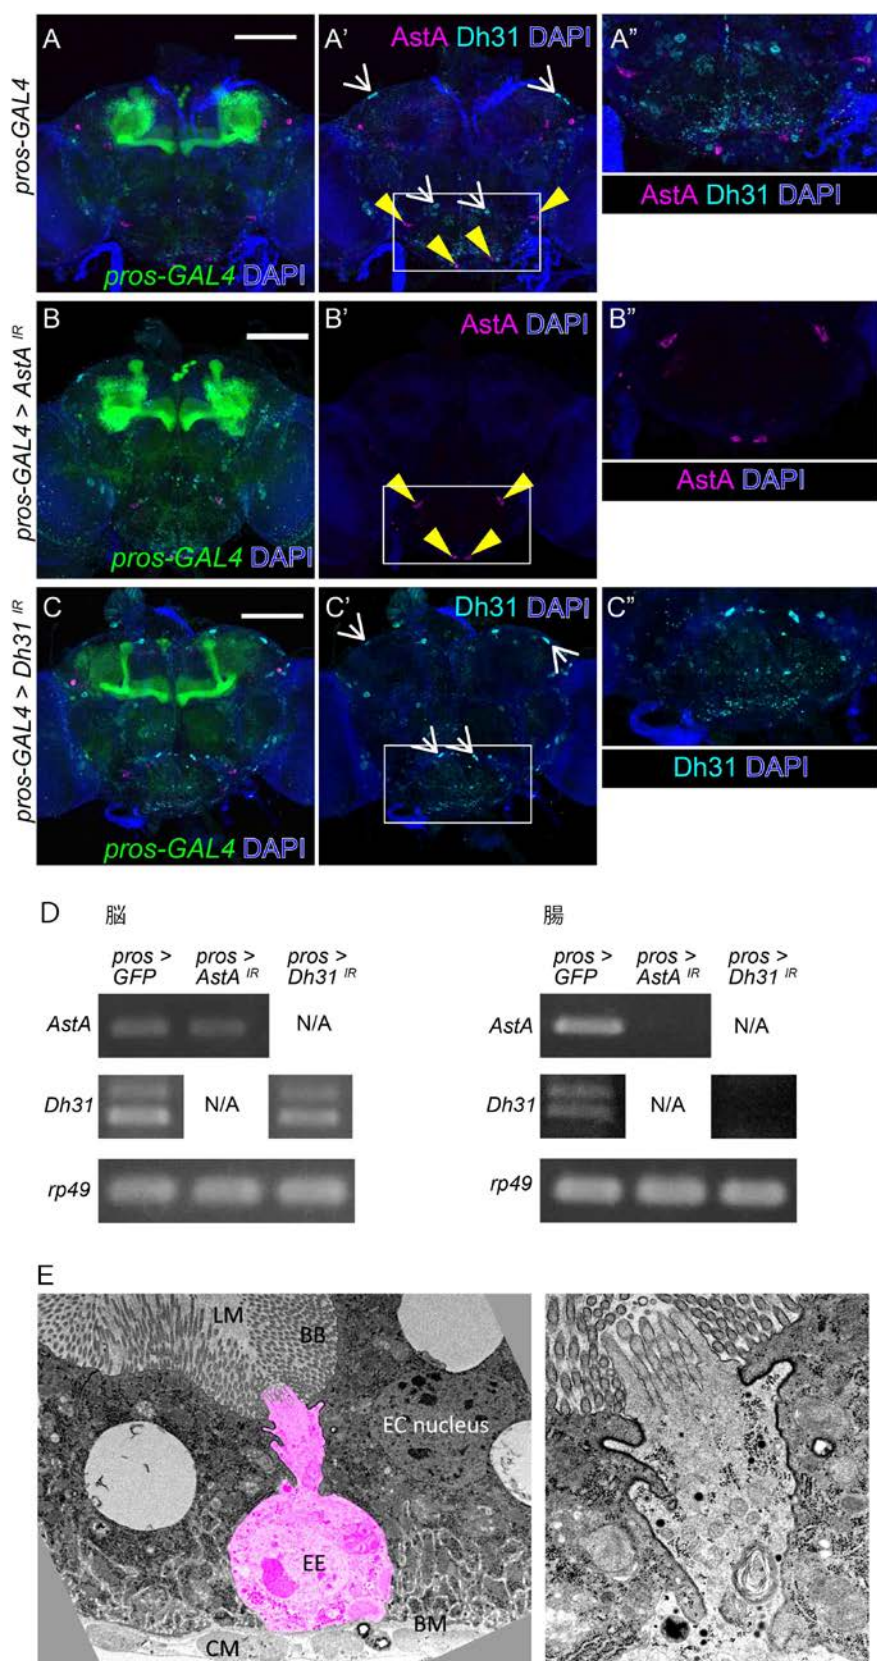 pros-GAL4
A
pros-GAL4 DAPI
A’
AstA Dh31 DAPI
A”
AstA Dh31 DAPI
pros-GAL4 > AstA IR
B
pros-GAL4 DAPI
B’
AstA DAPI
B”
AstA DAPI
pros-GAL4 > Dh31 IR
C
pros-GAL4 DAPI
C’
Dh31 DAPI
C”
Dh31 DAPI
D
脳
pros > GFP
pros > AstA IR
pros > Dh31 IR
AstA
N/A
Dh31
N/A
rp49
腸
pros > GFP
pros > AstA IR
pros > Dh31 IR
AstA
N/A
Dh31
N/A
rp49
E
LM
BB
EC nucleus
EE
BM
CM